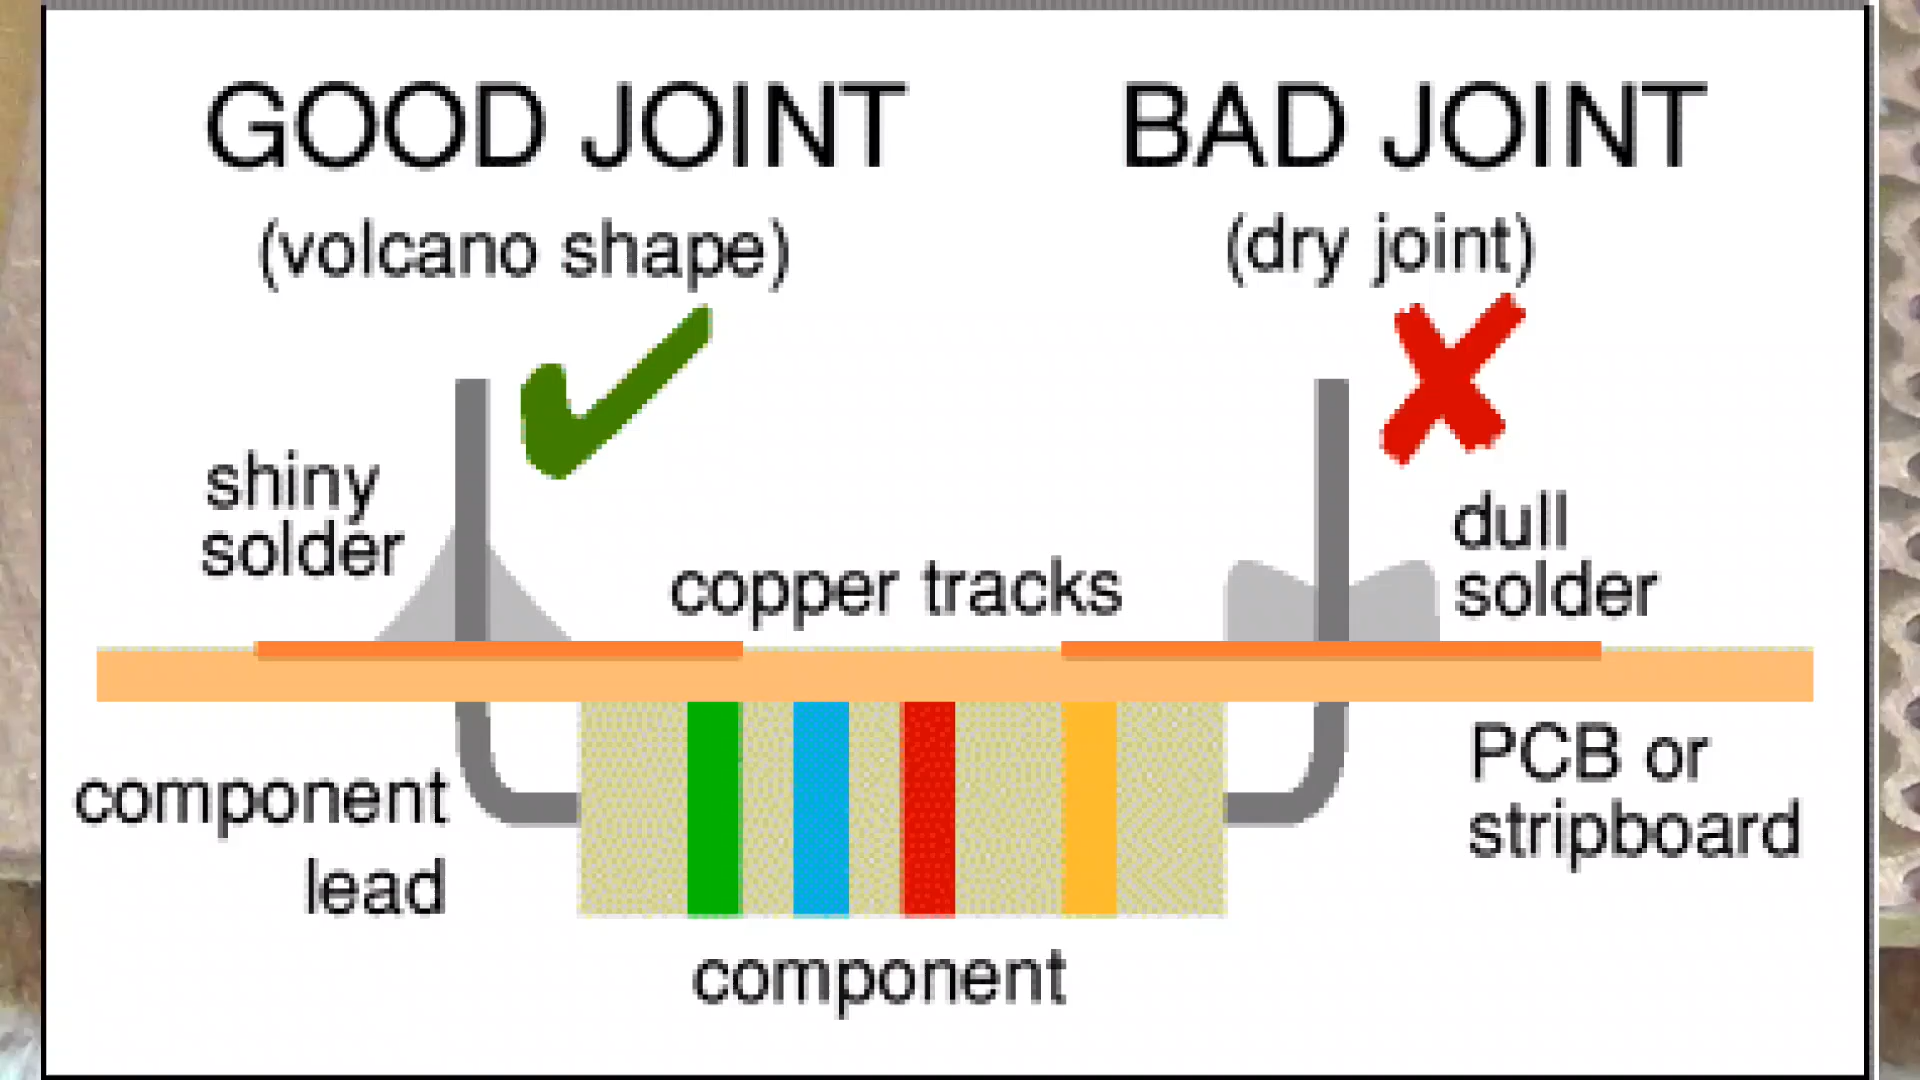 GOOD JOINT
(volcano shape)
BAD JOINT
(dry joint)
shiny
solder
copper tracks
dull
solder
component
lead
PCB or
stripboard
component